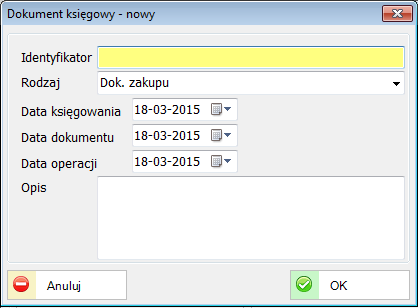 Dokument księgowy - nowy
Identyfikator
Rodzaj Dok. zakupu
Data księgowania 18-03-2015
Data dokumentu 18-03-2015
Data operacji 18-03-2015
Opis
Anuluj OK